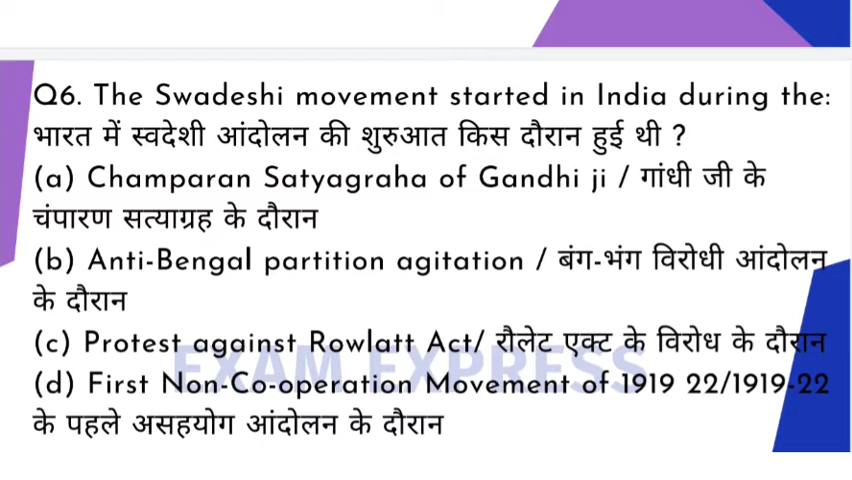 Q6. The Swadeshi movement started in India during the:
भारत में स्वदेशी आंदोलन की शुरुआत किस दौरान हुई थी ?
(a) Champaran Satyagraha of Gandhi ji / गांधी जी के
चंपारण सत्याग्रह के दौरान
(b) Anti-Bengal partition agitation / बंग-भंग विरोधी आंदोलन
के दौरान
(c) Protest against Rowlatt Act/ रौलेट एक्ट के विरोध के दौरान
EXAM EXPRESS
(d) First Non-Co-operation Movement of 1919 22/1919-22
के पहले असहयोग आंदोलन के दौरान